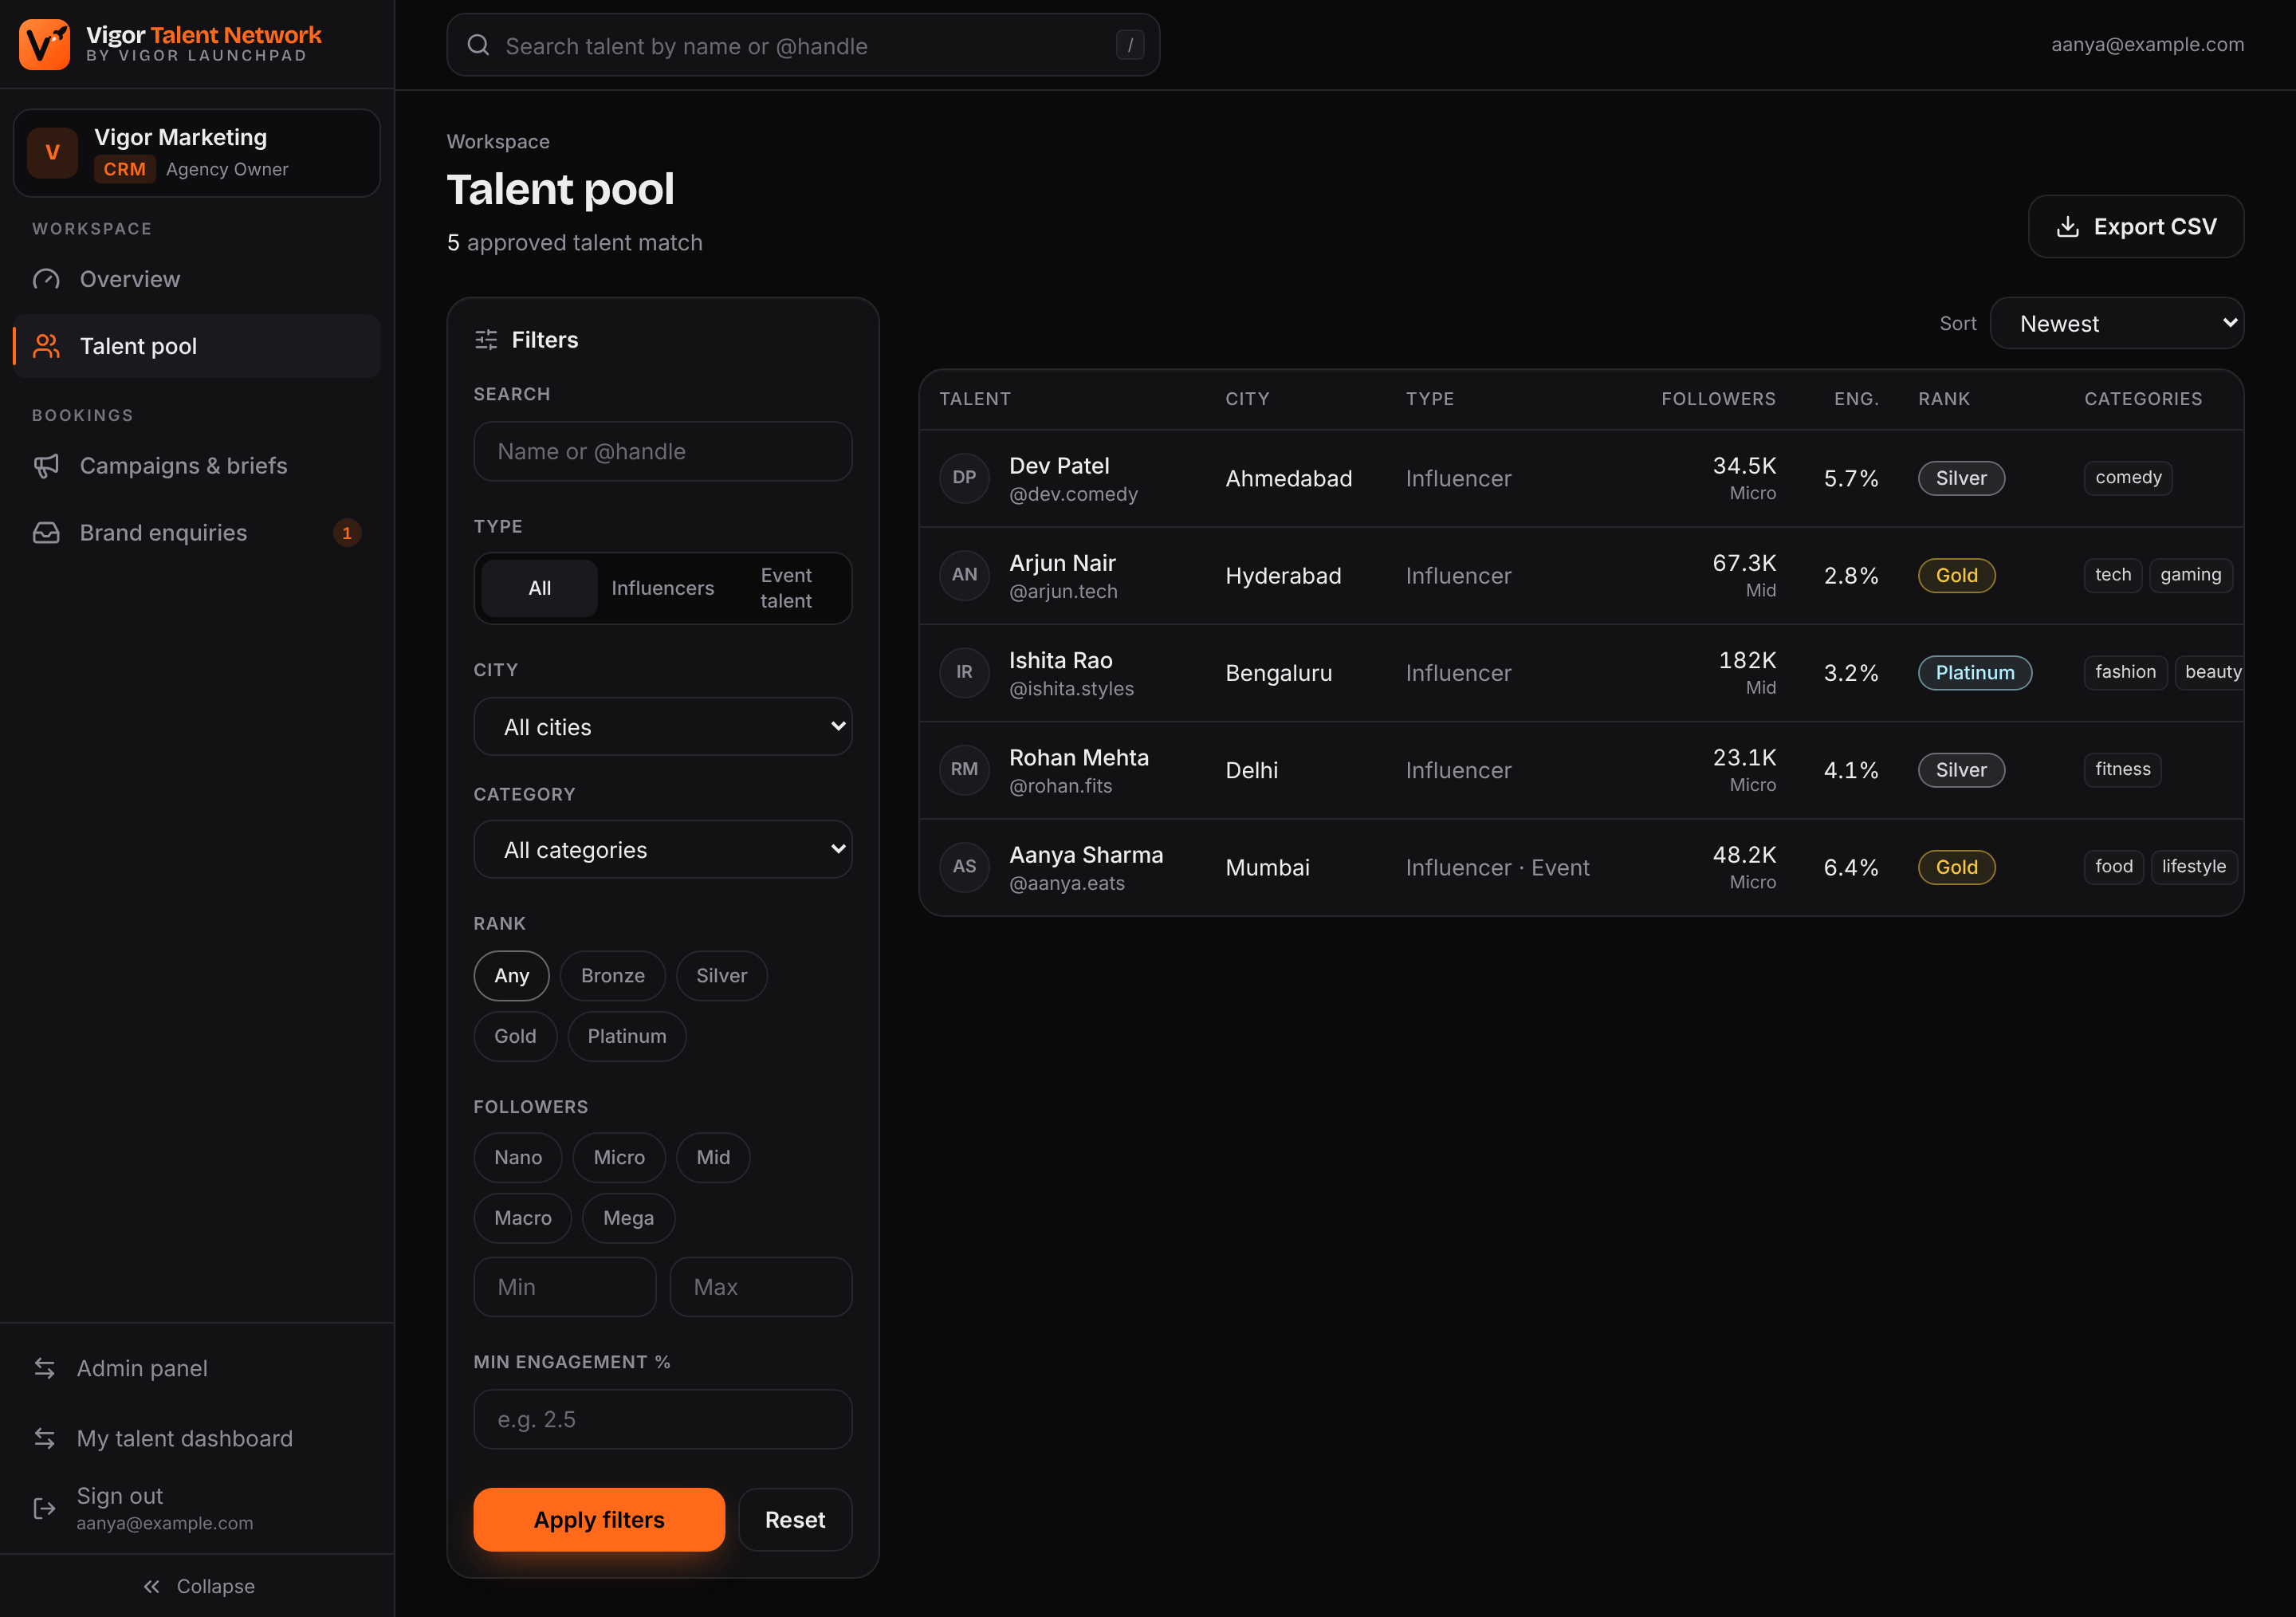 Vigor Talent Network
BY VIGOR LAUNCHPAD
V
Vigor Marketing
CRM Agency Owner
WORKSPACE
Overview
Talent pool
BOOKINGS
Campaigns & briefs
Brand enquiries 1
Admin panel
My talent dashboard
Sign out
aanya@example.com
Collapse
Search talent by name or @handle /
aanya@example.com
Workspace
Talent pool
5 approved talent match
Export CSV
Filters
SEARCH
Name or @handle
TYPE
All Influencers Event talent
CITY
All cities
CATEGORY
All categories
RANK
Any Bronze Silver
Gold Platinum
FOLLOWERS
Nano Micro Mid
Macro Mega
Min Max
MIN ENGAGEMENT %
e.g. 2.5
Apply filters Reset
Sort Newest
TALENT CITY TYPE FOLLOWERS ENG. RANK CATEGORIES
DP Dev Patel Ahmedabad Influencer 34.5K 5.7% Silver comedy
@dev.comedy Micro
AN Arjun Nair Hyderabad Influencer 67.3K 2.8% Gold tech gaming
@arjun.tech Mid
IR Ishita Rao Bengaluru Influencer 182K 3.2% Platinum fashion beauty
@ishita.styles Mid
RM Rohan Mehta Delhi Influencer 23.1K 4.1% Silver fitness
@rohan.fits Micro
AS Aanya Sharma Mumbai Influencer · Event 48.2K 6.4% Gold food lifestyle
@aanya.eats Micro